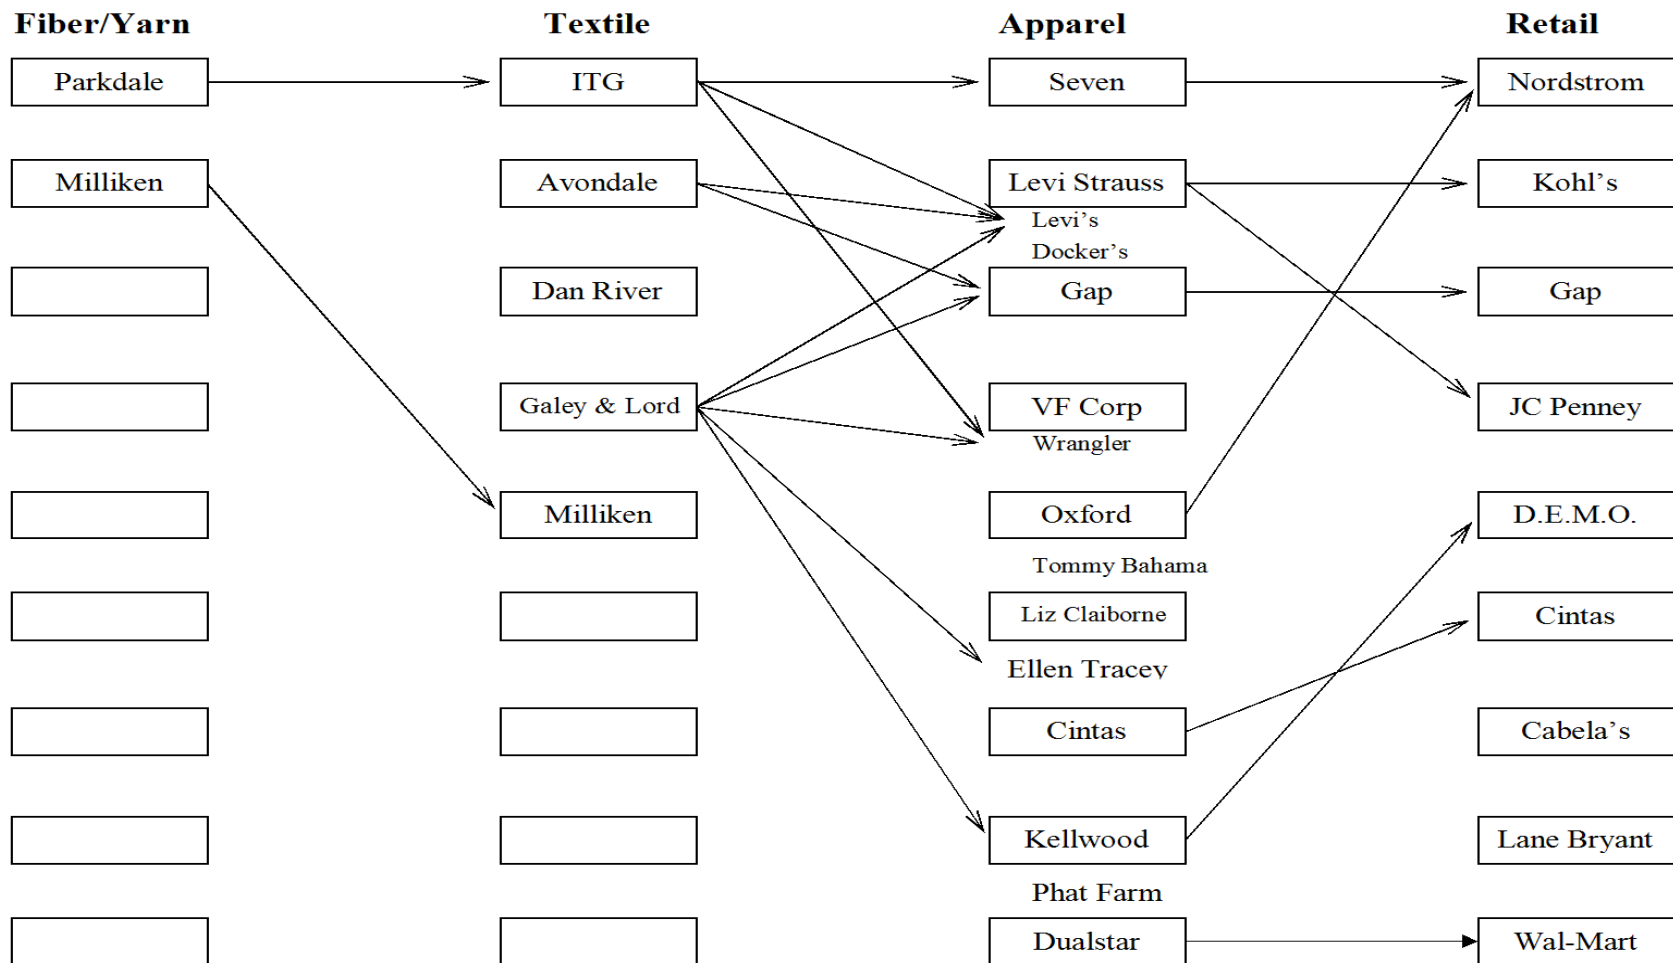 Fiber/Yarn Textile Apparel Retail
Parkdale ITG Seven Nordstrom
Milliken Avondale Levi Strauss Kohl's
Levi's
Docker's
Dan River Gap Gap
Galey & Lord VF Corp JC Penney
Wrangler
Milliken Oxford D.E.M.O.
Tommy Bahama
Liz Claiborne Cintas
Ellen Tracey
Cintas Cabela's
Kellwood Lane Bryant
Phat Farm
Dualstar Wal-Mart